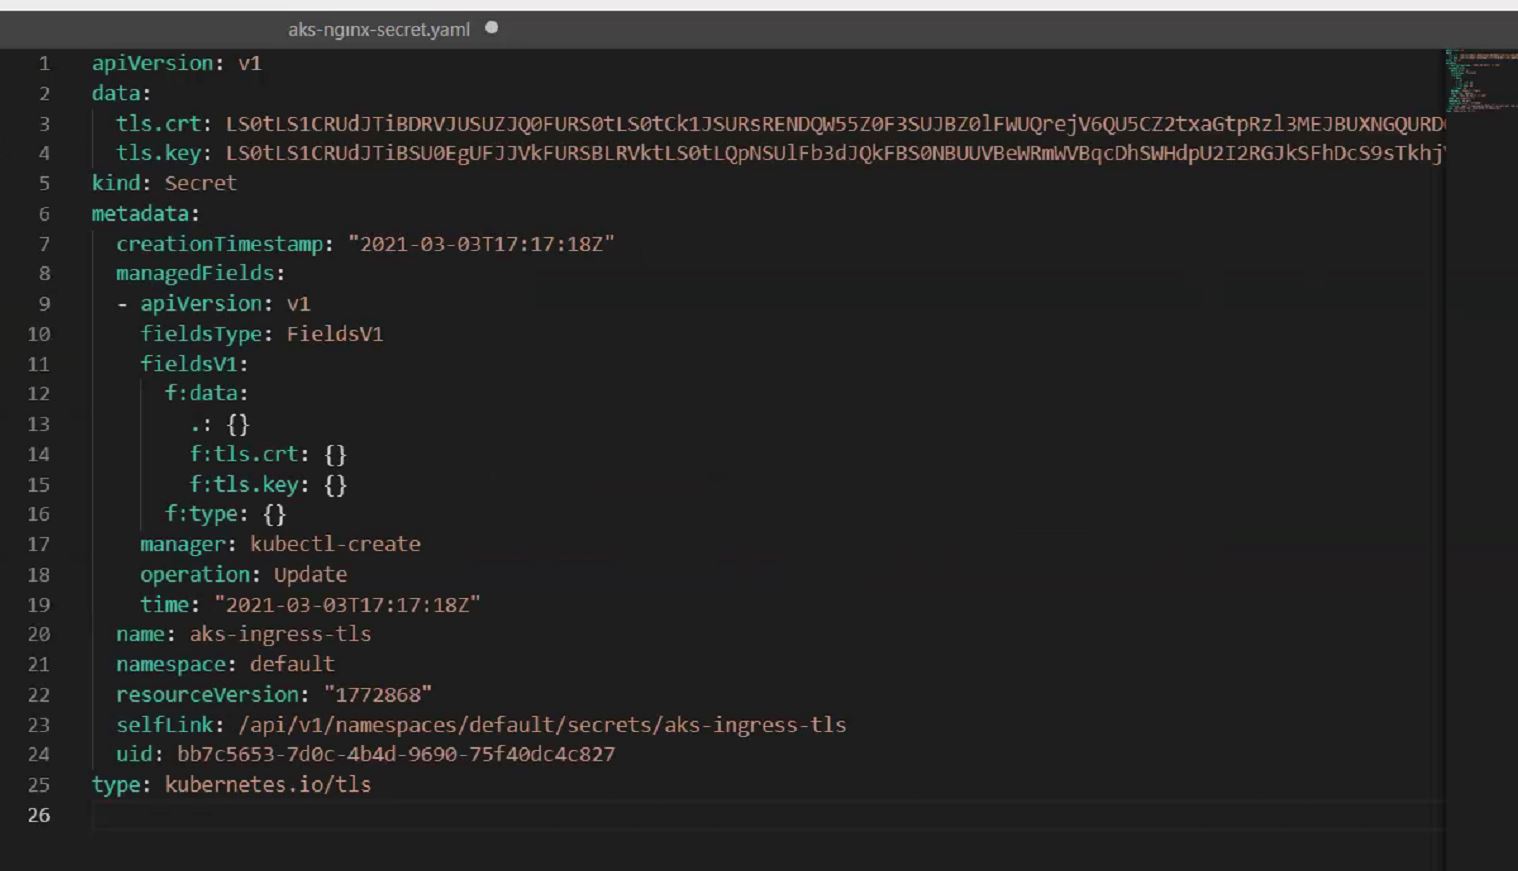 aks-nginx-secret.yaml
1 apiVersion: v1
2 data:
3 tls.crt: LS0tLS1CRUdJTiBDRVJUSUZJQ0FURS0tLS0tCk1JSURsRENDQW55Z0F3SUJBZ0lFWUQrejV6QU5CZ2txaGtpRzl3MEJBUXNGQURD
4 tls.key: LS0tLS1CRUdJTiBSU0EgUFJJVkFURSBLRVktLS0tLQpNSUlFb3dJQkFBS0NBUUVBeWRmWVBqcDhSWHdpU2I2RGJkSFhDcS9sTkhj
5 kind: Secret
6 metadata:
7 creationTimestamp: "2021-03-03T17:17:18Z"
8 managedFields:
9 - apiVersion: v1
10 fieldsType: FieldsV1
11 fieldsV1:
12 f:data:
13 .: {}
14 f:tls.crt: {}
15 f:tls.key: {}
16 f:type: {}
17 manager: kubectl-create
18 operation: Update
19 time: "2021-03-03T17:17:18Z"
20 name: aks-ingress-tls
21 namespace: default
22 resourceVersion: "1772868"
23 selfLink: /api/v1/namespaces/default/secrets/aks-ingress-tls
24 uid: bb7c5653-7d0c-4b4d-9690-75f40dc4c827
25 type: kubernetes.io/tls
26